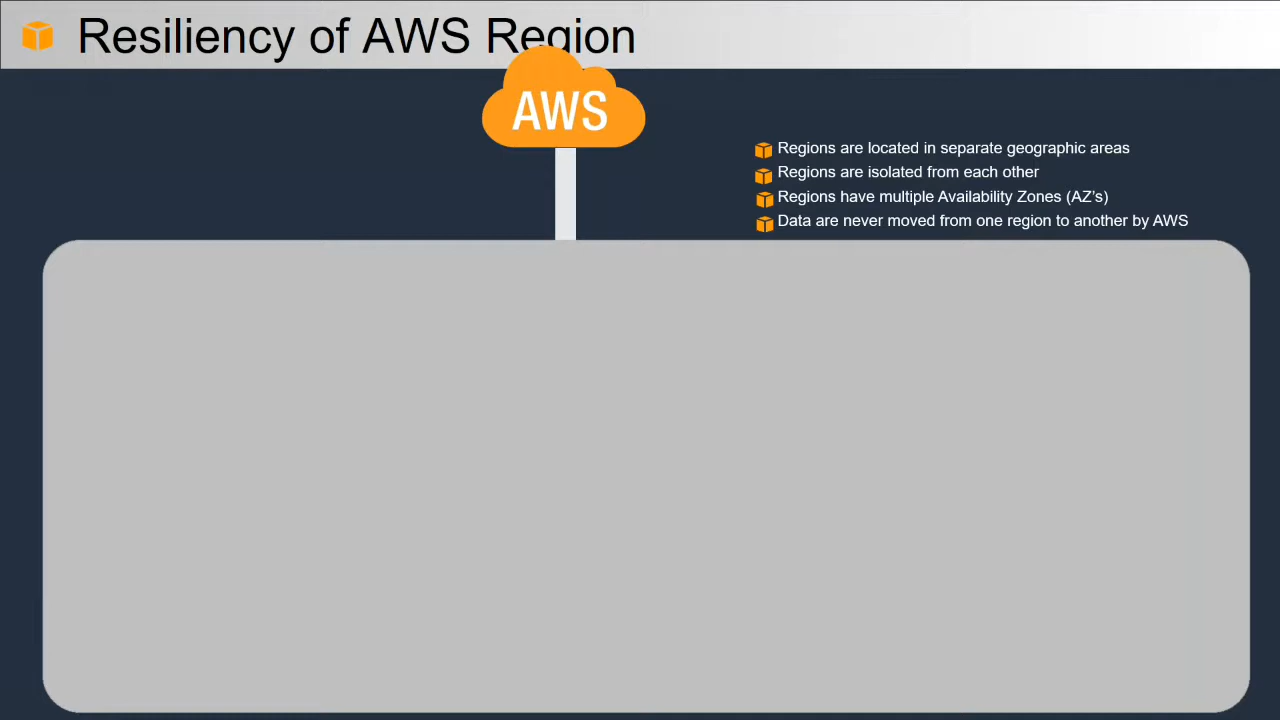 Resiliency of AWS Region
AWS
Regions are located in separate geographic areas
Regions are isolated from each other
Regions have multiple Availability Zones (AZ's)
Data are never moved from one region to another by AWS